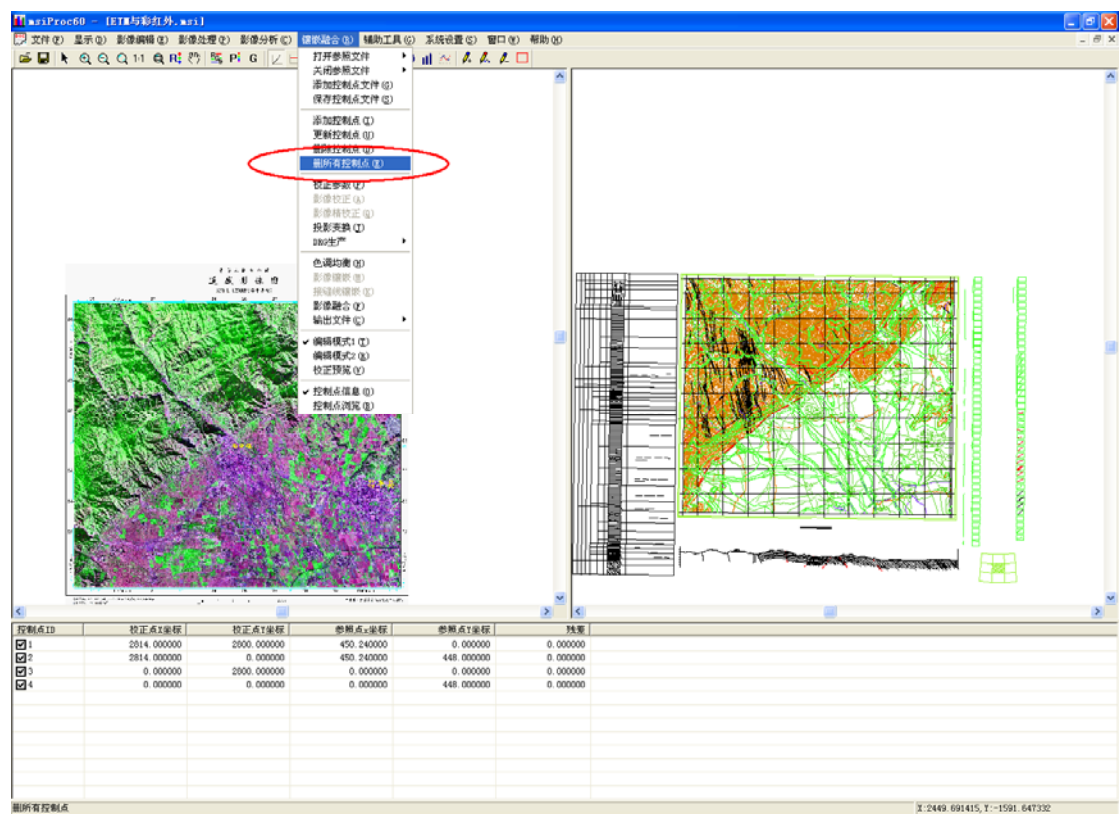 msiProc60 - [ETM与彩红外.msi]
文件(F) 显示(D) 影像编辑(E) 影像处理(P) 影像分析(C) 镶嵌融合(R) 辅助工具(G) 系统设置(S) 窗口(W) 帮助(H)
1:1 R P G
打开参照文件
关闭参照文件
添加控制点文件(G)
保存控制点文件(S)
添加控制点(I)
更新控制点(U)
删除控制点(D)
删所有控制点(E)
校正参数(P)
影像校正(A)
影像精校正(Q)
投影变换(J)
DRG生产
色调均衡(H)
影像镶嵌(M)
接缝线镶嵌(K)
影像融合(F)
输出文件(C)
编辑模式1(T)
编辑模式2(R)
校正预览(V)
控制点信息(O)
控制点浏览(B)
控制点ID 校正点X坐标 校正点Y坐标 参照点x坐标 参照点Y坐标 残差
1 2814.000000 2800.000000 450.240000 0.000000 0.000000
2 2814.000000 0.000000 450.240000 448.000000 0.000000
3 0.000000 2800.000000 0.000000 0.000000 0.000000
4 0.000000 0.000000 0.000000 448.000000 0.000000
删所有控制点
X:2449.691415,Y:-1591.647332